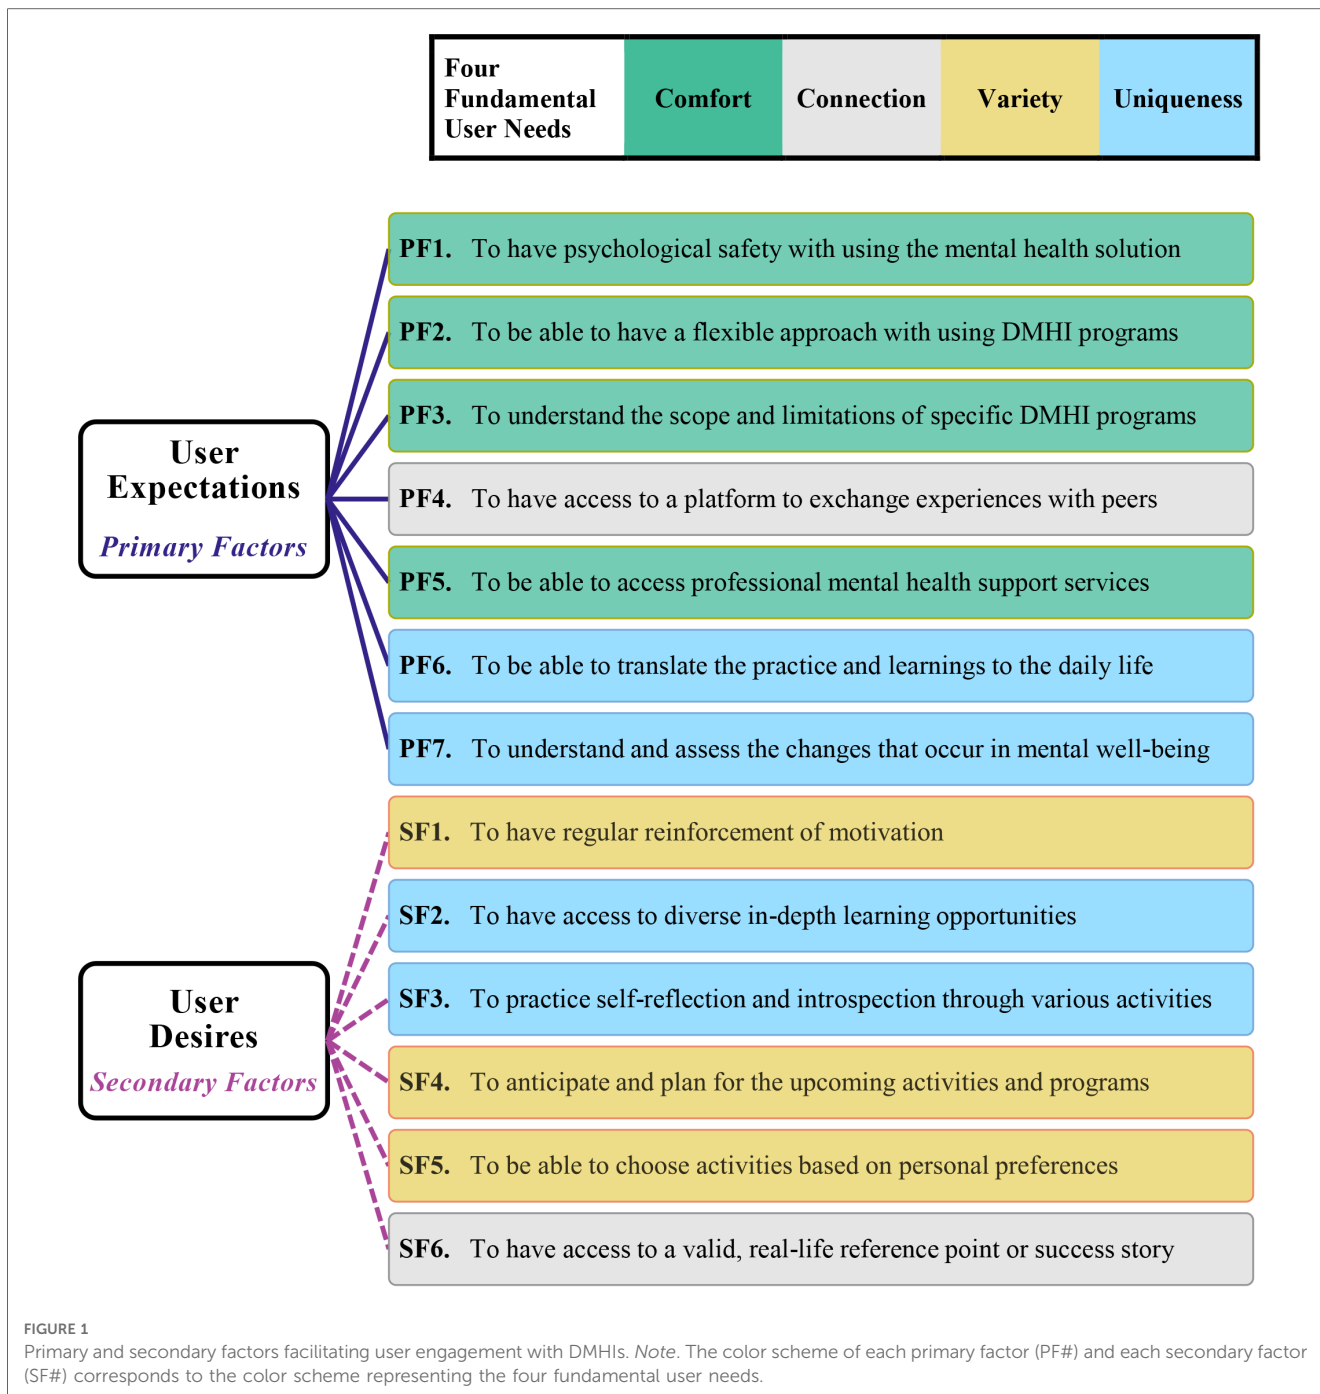 Four
Fundamental
User Needs
Comfort
Connection
Variety
Uniqueness
PF1. To have psychological safety with using the mental health solution
PF2. To be able to have a flexible approach with using DMHI programs
PF3. To understand the scope and limitations of specific DMHI programs
User
Expectations
Primary Factors
PF4. To have access to a platform to exchange experiences with peers
PF5. To be able to access professional mental health support services
PF6. To be able to translate the practice and learnings to the daily life
PF7. To understand and assess the changes that occur in mental well-being
SF1. To have regular reinforcement of motivation
SF2. To have access to diverse in-depth learning opportunities
SF3. To practice self-reflection and introspection through various activities
User
Desires
Secondary Factors
SF4. To anticipate and plan for the upcoming activities and programs
SF5. To be able to choose activities based on personal preferences
SF6. To have access to a valid, real-life reference point or success story
FIGURE 1
Primary and secondary factors facilitating user engagement with DMHIs. Note. The color scheme of each primary factor (PF#) and each secondary factor
(SF#) corresponds to the color scheme representing the four fundamental user needs.